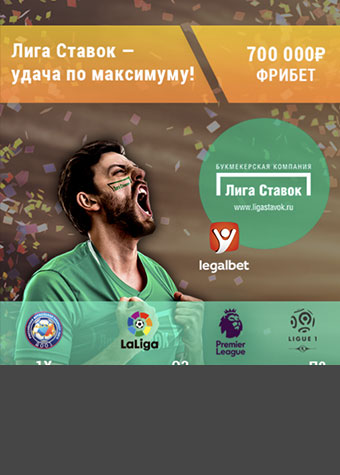 Лига Ставок —
удача по максимуму!
700 000₽
ФРИБЕТ
БУКМЕКЕРСКАЯ КОМПАНИЯ
Лига Ставок
www.ligastavok.ru
legalbet
LaLiga
Premier
League
LIGUE 1